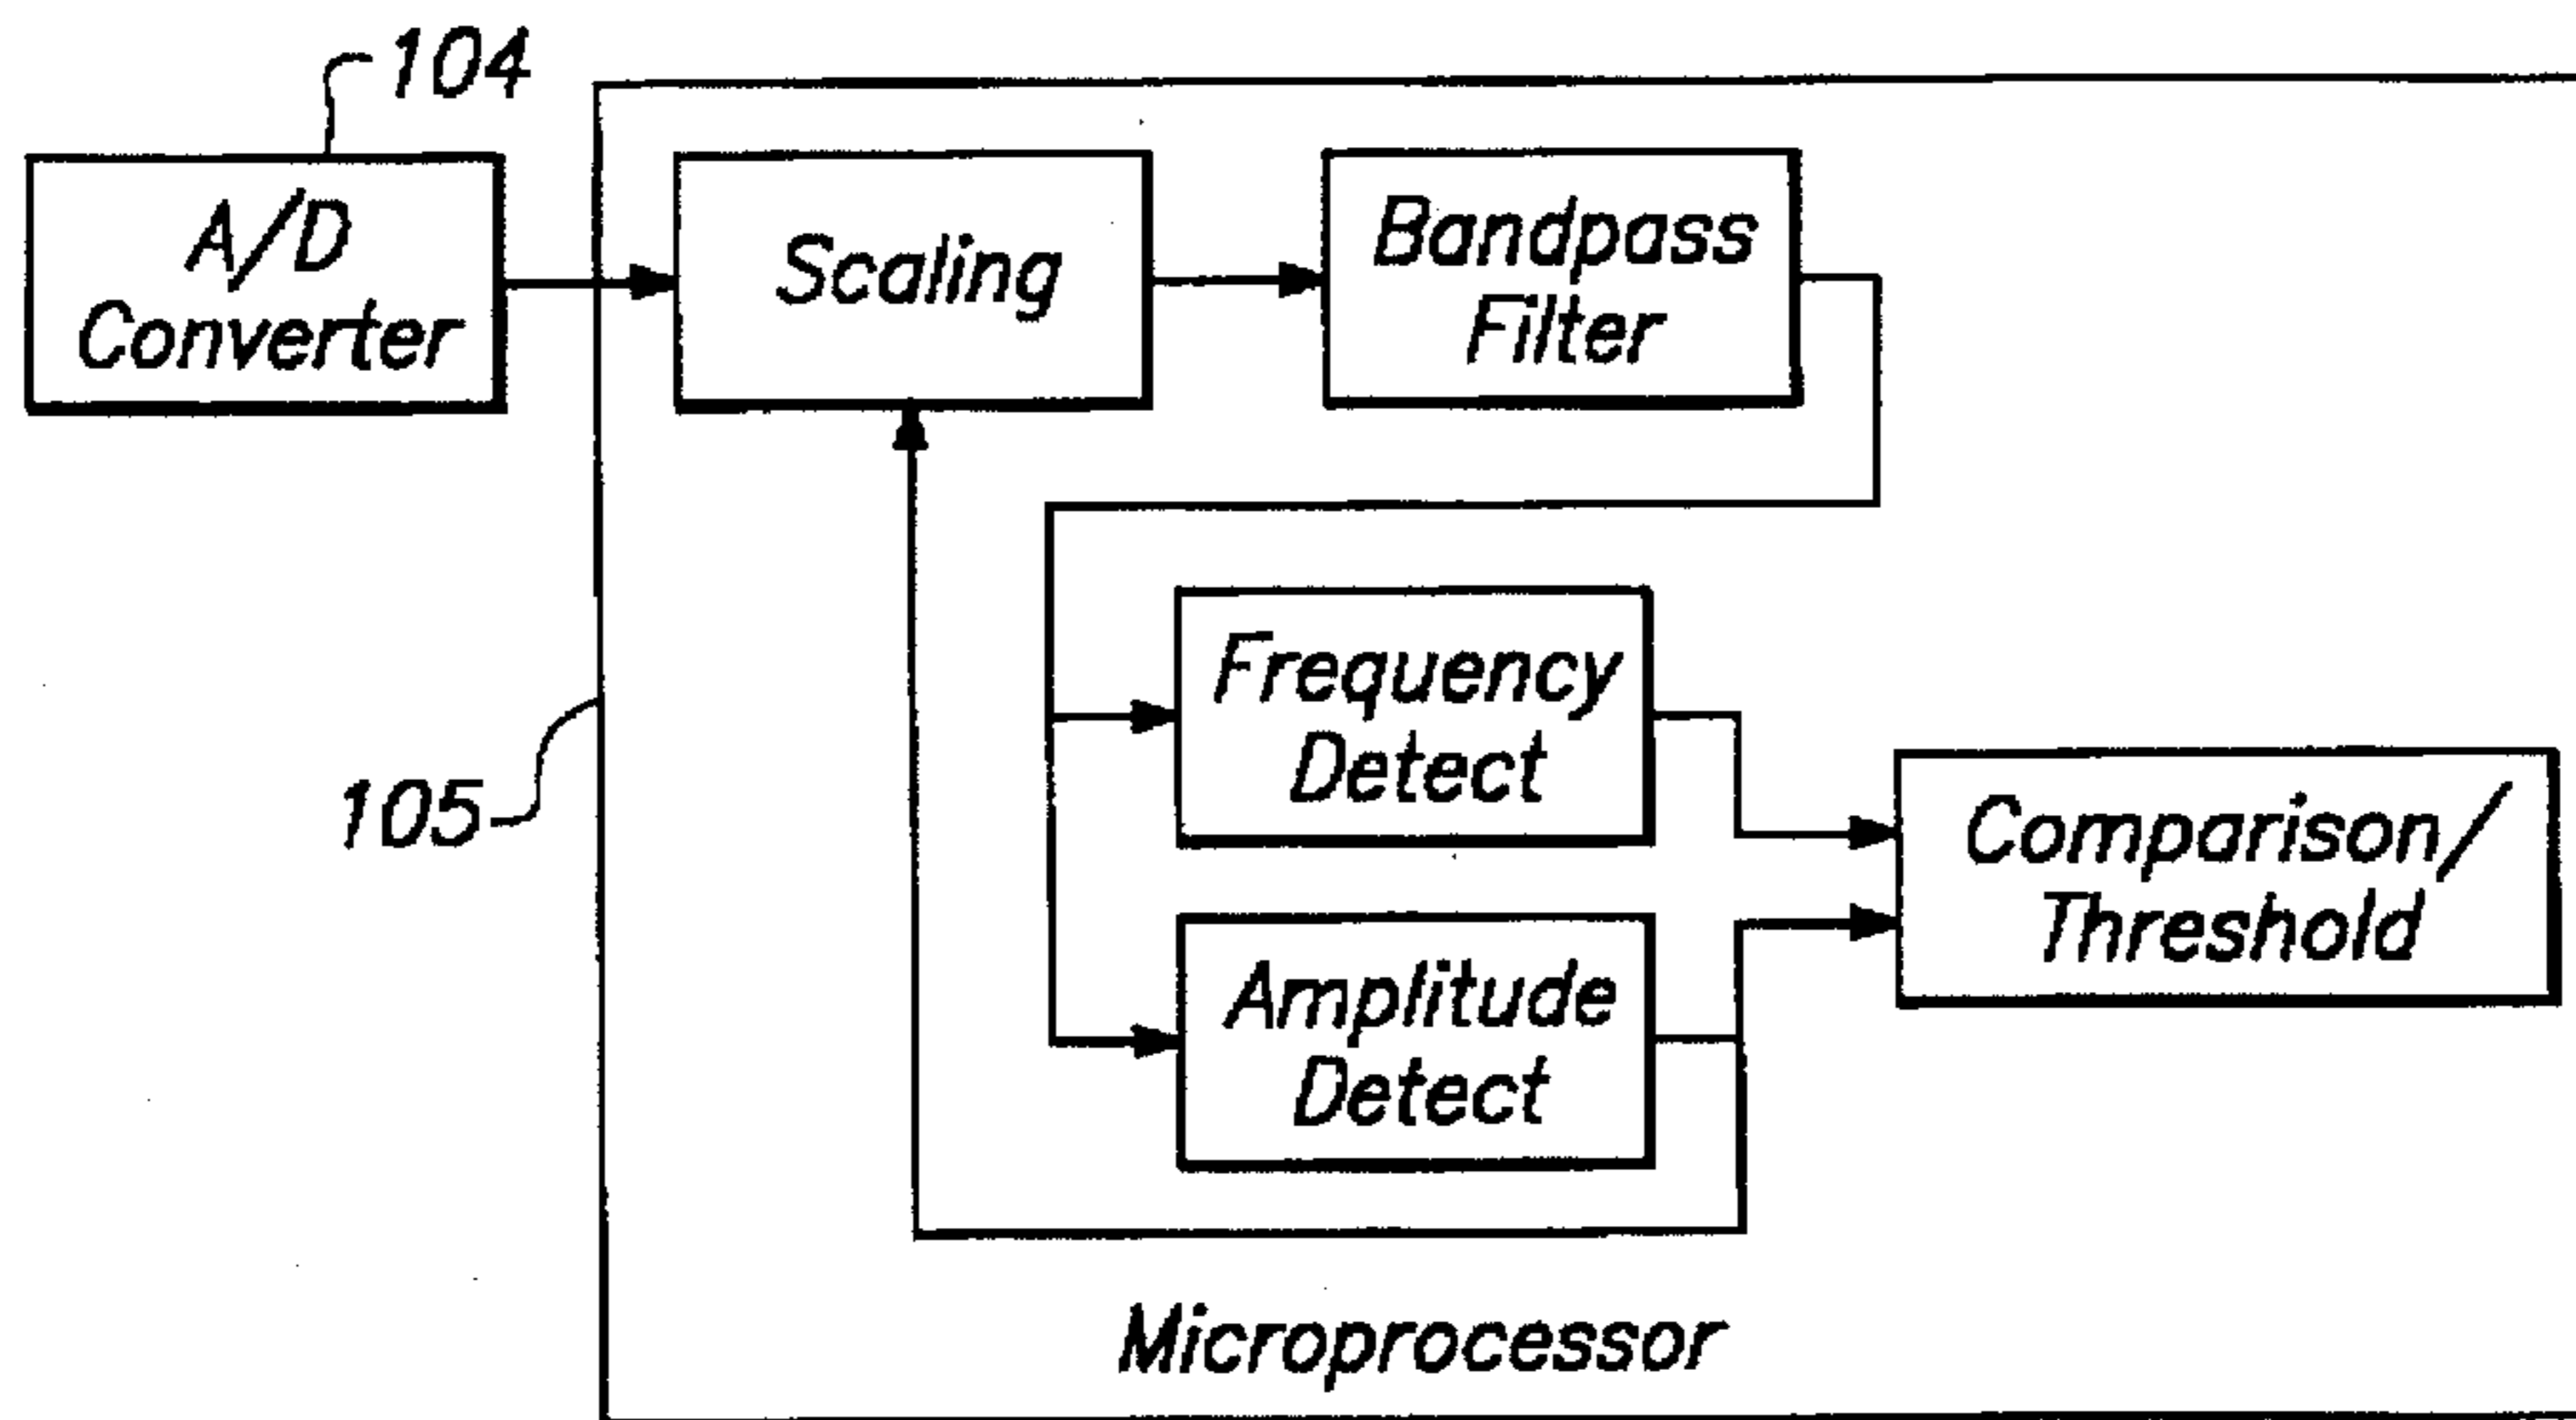 104
A/D
Converter
Scaling
Bandpass
Filter
Frequency
Detect
105
Comparison/
Threshold
Amplitude
Detect
Microprocessor